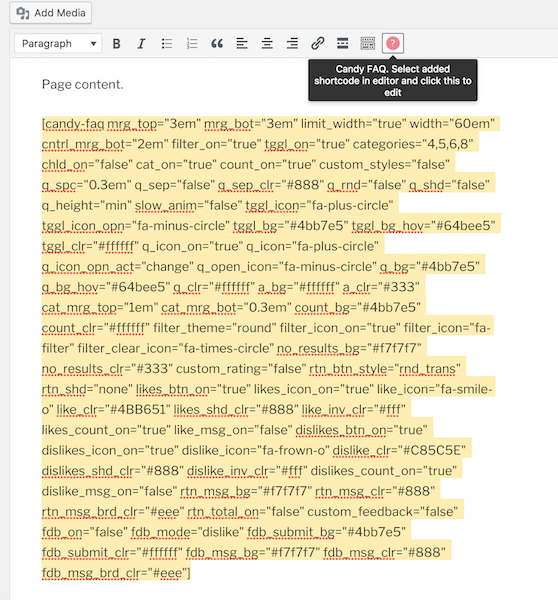 Add Media
Paragraph
B I
Candy FAQ. Select added
shortcode in editor and click this to
edit
Page content.
[candy-faq mrg_top="3em" mrg_bot="3em" limit_width="true" width="60em"
cntrl_mrg_bot="2em" filter_on="true" tggl_on="true" categories="4,5,6,8"
chld_on="false" cat_on="true" count_on="true" custom_styles="false"
q_spc="0.3em" q_sep="false" q_sep_clr="#888" q_rnd="false" q_shd="false"
q_height="min" slow_anim="false" tggl_icon="fa-plus-circle"
tggl_icon_opn="fa-minus-circle" tggl_bg="#4bb7e5" tggl_bg_hov="#64bee5"
tggl_clr="#ffffff" q_icon_on="true" q_icon="fa-plus-circle"
q_icon_opn_act="change" q_open_icon="fa-minus-circle" q_bg="#4bb7e5"
q_bg_hov="#64bee5" q_clr="#ffffff" a_bg="#ffffff" a_clr="#333"
cat_mrg_top="1em" cat_mrg_bot="0.3em" count_bg="#4bb7e5"
count_clr="#ffffff" filter_theme="round" filter_icon_on="true" filter_icon="fa-
filter" filter_clear_icon="fa-times-circle" no_results_bg="#f7f7f7"
no_results_clr="#333" custom_rating="false" rtn_btn_style="rnd_trans"
rtn_shd="none" likes_btn_on="true" likes_icon_on="true" like_icon="fa-smile-
o" like_clr="#4BB651" likes_shd_clr="#888" like_inv_clr="#fff"
likes_count_on="true" like_msg_on="false" dislikes_btn_on="true"
dislikes_icon_on="true" dislike_icon="fa-frown-o" dislike_clr="#C85C5E"
dislikes_shd_clr="#888" dislike_inv_clr="#fff" dislikes_count_on="true"
dislike_msg_on="false" rtn_msg_bg="#f7f7f7" rtn_msg_clr="#888"
rtn_msg_brd_clr="#eee" rtn_total_on="false" custom_feedback="false"
fdb_on="false" fdb_mode="dislike" fdb_submit_bg="#4bb7e5"
fdb_submit_clr="#ffffff" fdb_msg_bg="#f7f7f7" fdb_msg_clr="#888"
fdb_msg_brd_clr="#eee"]